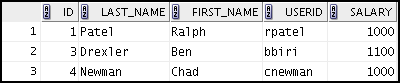 ID LAST_NAME FIRST_NAME USERID SALARY
1 1 Patel Ralph rpatel 1000
2 3 Drexler Ben bbiri 1100
3 4 Newman Chad cnewman 1000